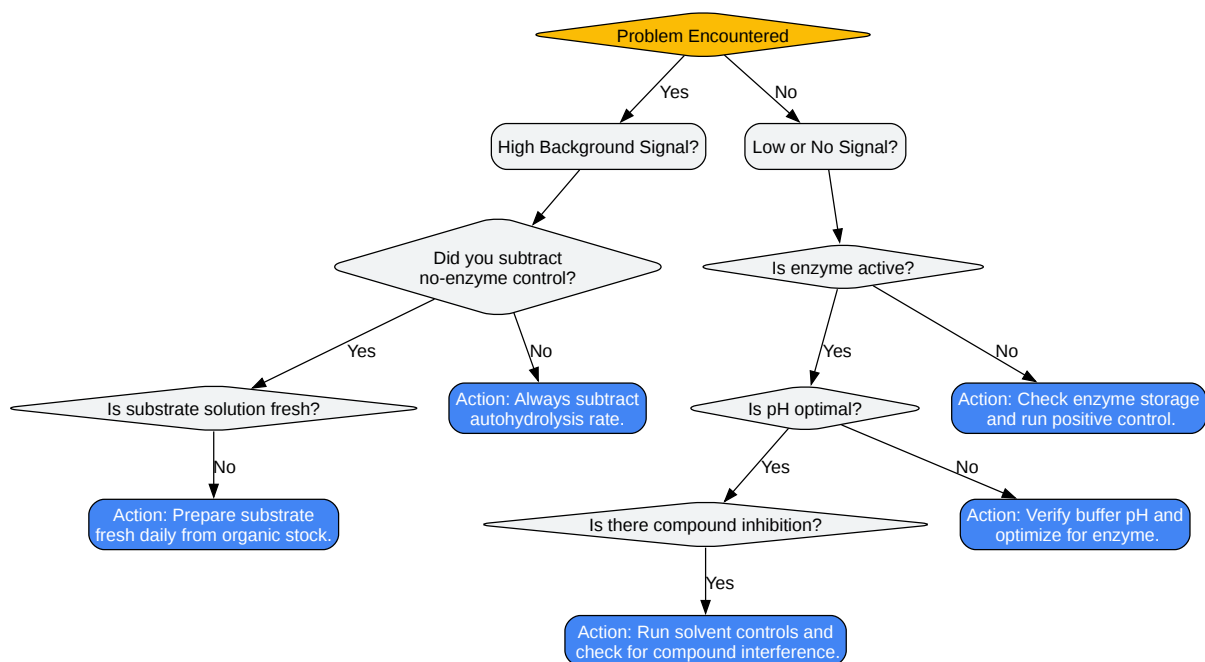 Problem Encountered
Yes
No
High Background Signal?
Low or No Signal?
Did you subtract
no-enzyme control?
Is enzyme active?
Yes
No
Yes
No
Is substrate solution fresh?
Action: Always subtract
autohydrolysis rate.
Is pH optimal?
Action: Check enzyme storage
and run positive control.
No
Yes
No
Action: Prepare substrate
fresh daily from organic stock.
Is there compound inhibition?
Action: Verify buffer pH and
optimize for enzyme.
Yes
Action: Run solvent controls and
check for compound interference.